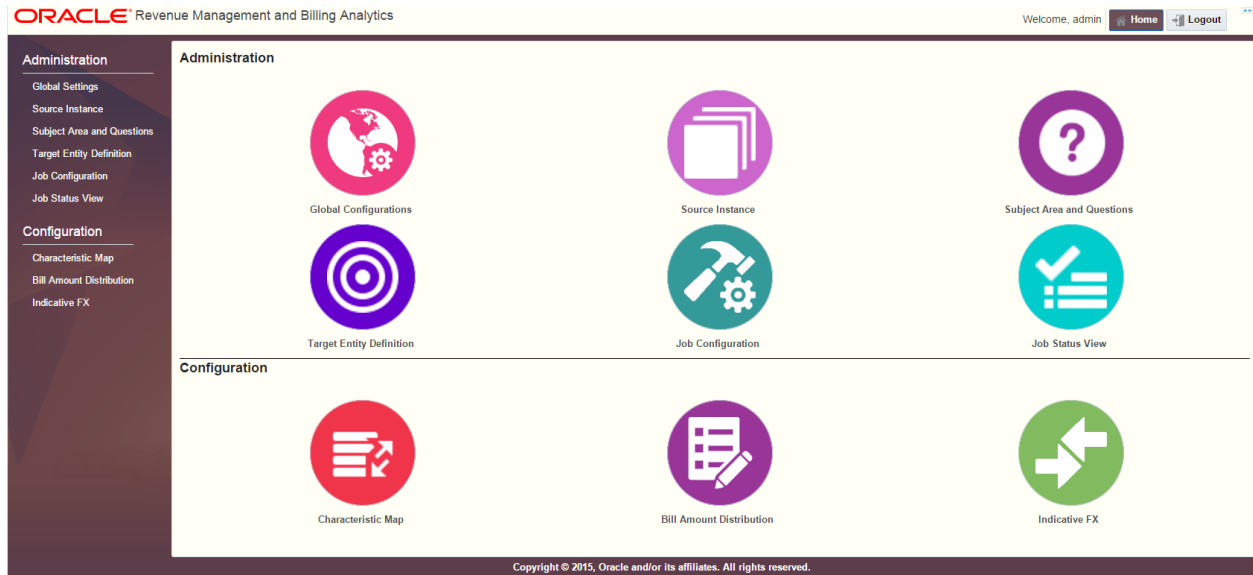 ORACLE® Revenue Management and Billing Analytics
Welcome, admin Home Logout
Administration
Global Settings
Source Instance
Subject Area and Questions
Target Entity Definition
Job Configuration
Job Status View
Configuration
Characteristic Map
Bill Amount Distribution
Indicative FX
Administration
Global Configurations
Source Instance
?
Subject Area and Questions
Target Entity Definition
Job Configuration
Job Status View
Configuration
Characteristic Map
Bill Amount Distribution
Indicative FX
Copyright © 2015, Oracle and/or its affiliates. All rights reserved.